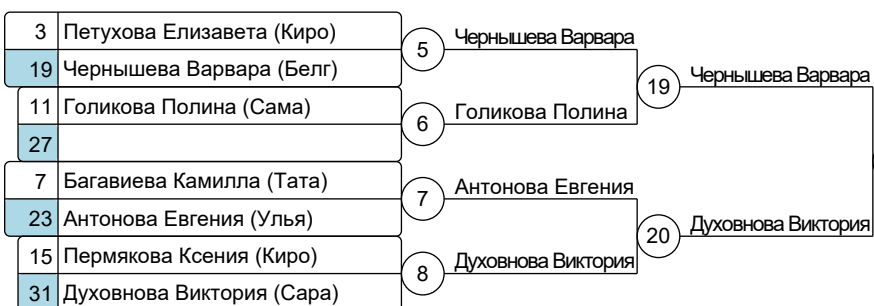 3 Петухова Елизавета (Киро)
19 Чернышева Варвара (Белг)
5 Чернышева Варвара
11 Голикова Полина (Сама)
27
6 Голикова Полина
19 Чернышева Варвара
7 Багавиева Камилла (Тата)
23 Антонова Евгения (Улья)
7 Антонова Евгения
15 Пермякова Ксения (Киро)
31 Духовнова Виктория (Сара)
8 Духовнова Виктория
20 Духовнова Виктория